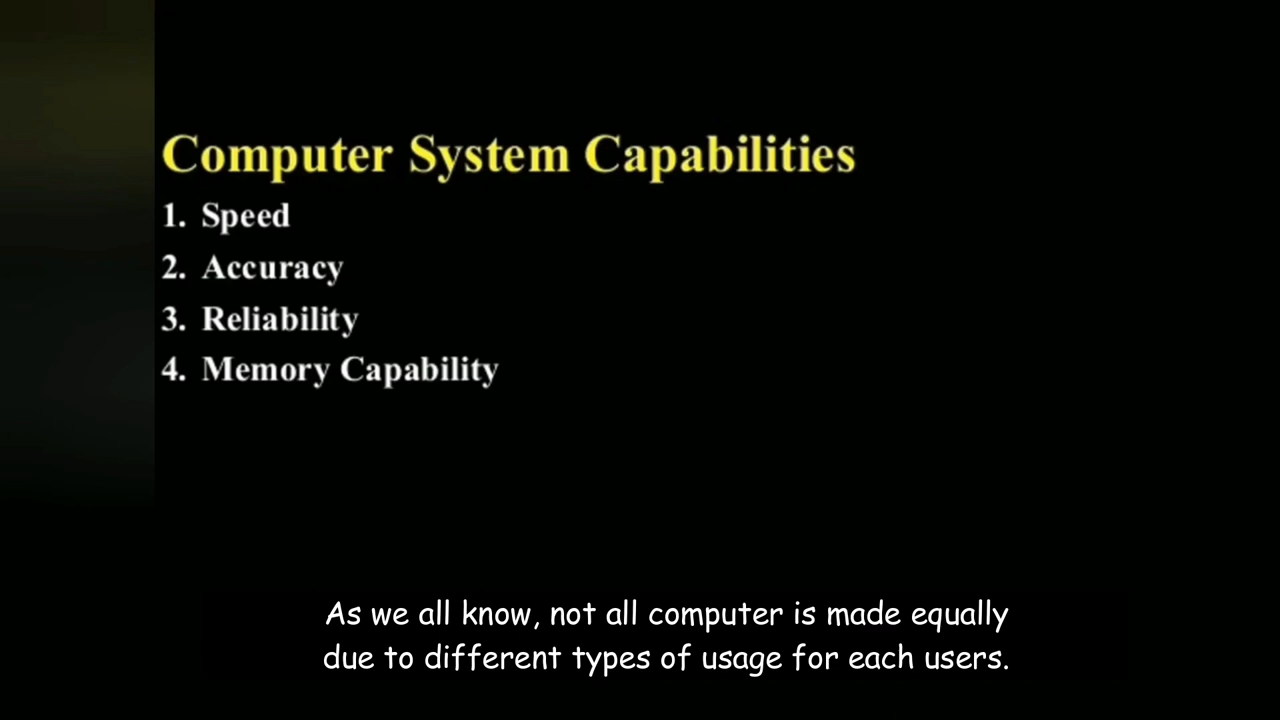 Computer System Capabilities
1. Speed
2. Accuracy
3. Reliability
4. Memory Capability
As we all know, not all computer is made equally
due to different types of usage for each users.